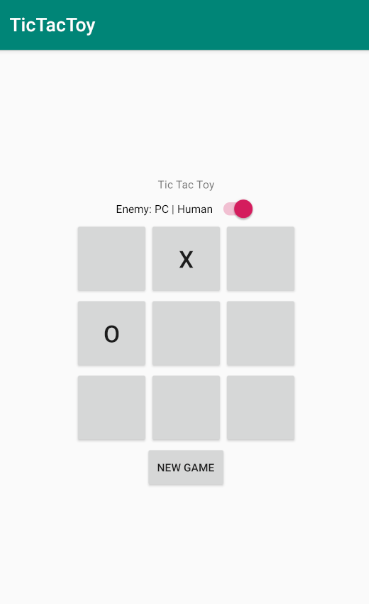 TicTacToy
Tic Tac Toy
Enemy: PC | Human
X
O
NEW GAME